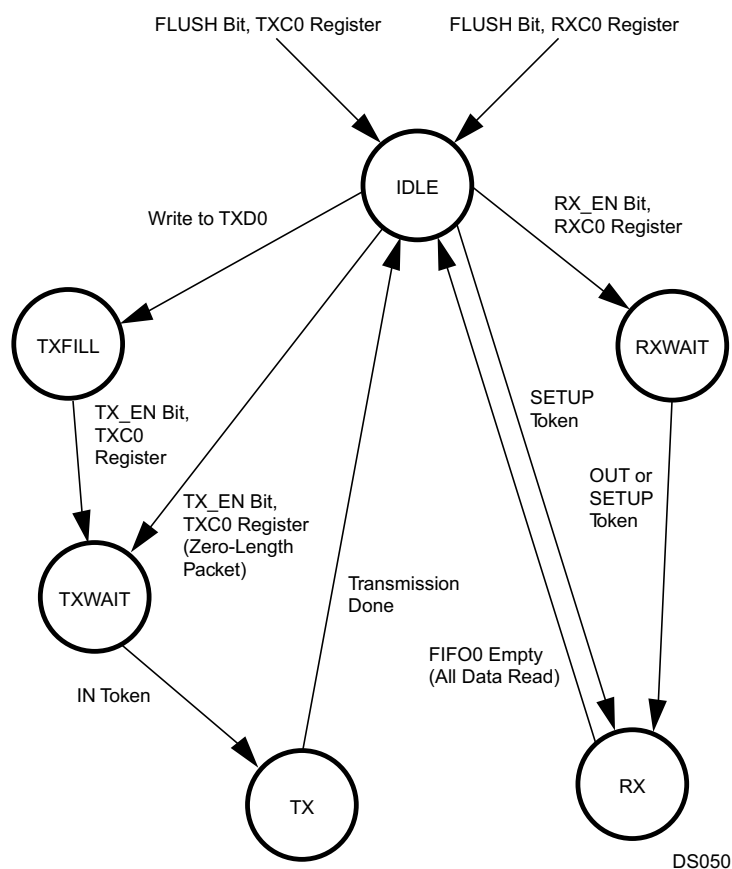 FLUSH Bit, TXC0 Register
FLUSH Bit, RXC0 Register
IDLE
Write to TXD0
RX_EN Bit,
RXC0 Register
TXFILL
RXWAIT
TX_EN Bit,
TXC0
Register
SETUP
Token
OUT or
SETUP
Token
TX_EN Bit,
TXC0 Register
(Zero-Length
Packet)
TXWAIT
Transmission
Done
FIFO0 Empty
(All Data Read)
IN Token
TX
RX
DS050